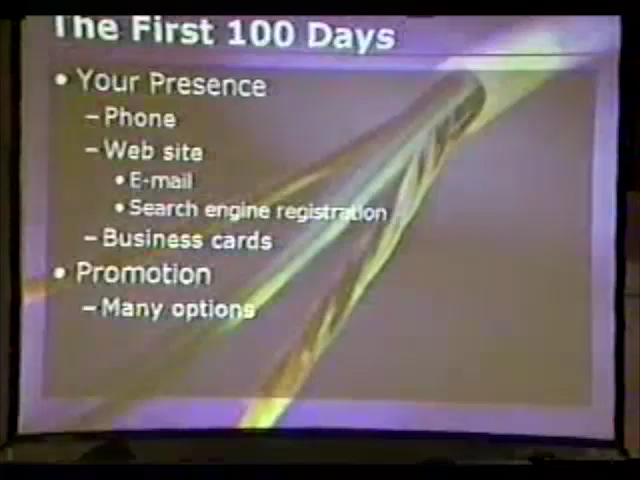 The First 100 Days
• Your Presence
– Phone
– Web site
• E-mail
• Search engine registration
– Business cards
• Promotion
– Many options